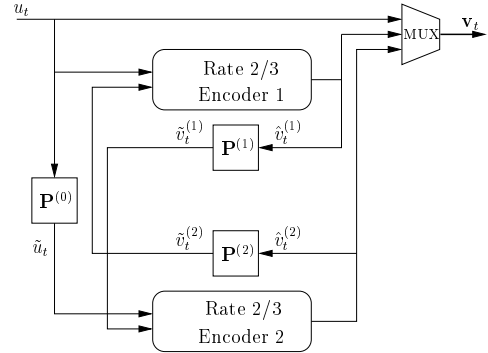 u_t
v_t
MUX
Rate 2/3
Encoder 1
ṽ_t^{(1)}
v̂_t^{(1)}
P^{(1)}
P^{(0)}
ũ_t
ṽ_t^{(2)}
v̂_t^{(2)}
P^{(2)}
Rate 2/3
Encoder 2